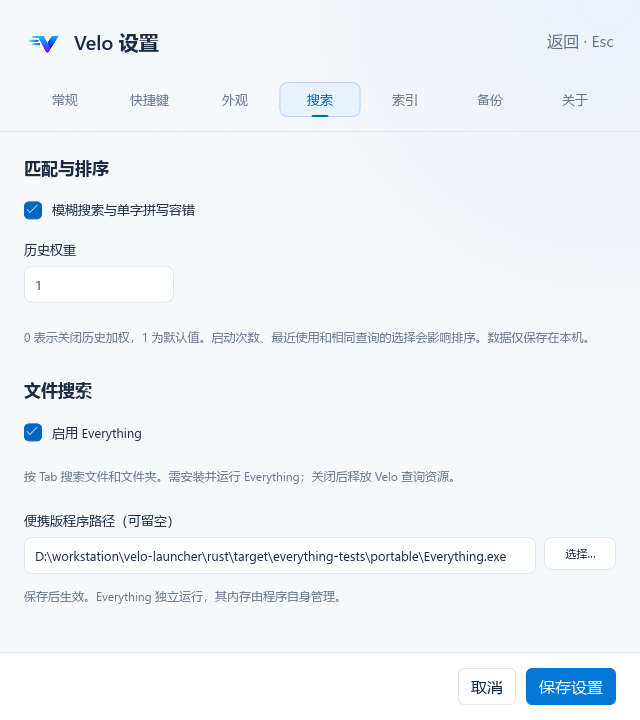 Velo 设置
返回 · Esc
常规 快捷键 外观 搜索 索引 备份 关于
匹配与排序
模糊搜索与单字拼写容错
历史权重
1
0 表示关闭历史加权，1 为默认值。启动次数、最近使用和相同查询的选择会影响排序。数据仅保存在本机。
文件搜索
启用 Everything
按 Tab 搜索文件和文件夹。需安装并运行 Everything；关闭后释放 Velo 查询资源。
便携版程序路径（可留空）
D:\workstation\velo-launcher\rust\target\everything-tests\portable\Everything.exe
选择...
保存后生效。Everything 独立运行，其内存由程序自身管理。
取消 保存设置